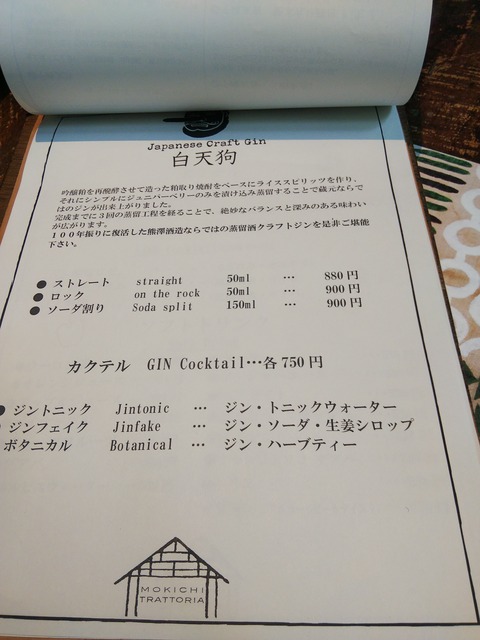 Japanese Craft Gin
白天狗
吟醸粕を再醗酵させて造った粕取り焼酎をベースにライススピリッツを作り、
それにシンプルにジュニパーベリーのみを漬け込み蒸留することで蔵元ならで
はのジンが出来上がりました。
完成までに3回の蒸留工程を経ることで、絶妙なバランスと深みのある味わい
が広がります。
１００年振りに復活した熊澤酒造ならではの蒸留酒クラフトジンを是非ご堪能
下さい。
● ストレート straight 50ml … 880円
● ロック on the rock 50ml … 900円
● ソーダ割り Soda split 150ml … 900円
カクテル GIN Cocktail…各750円
● ジントニック Jintonic … ジン・トニックウォーター
● ジンフェイク Jinfake … ジン・ソーダ・生姜シロップ
ボタニカル Botanical … ジン・ハーブティー
MOKICHI
TRATTORIA